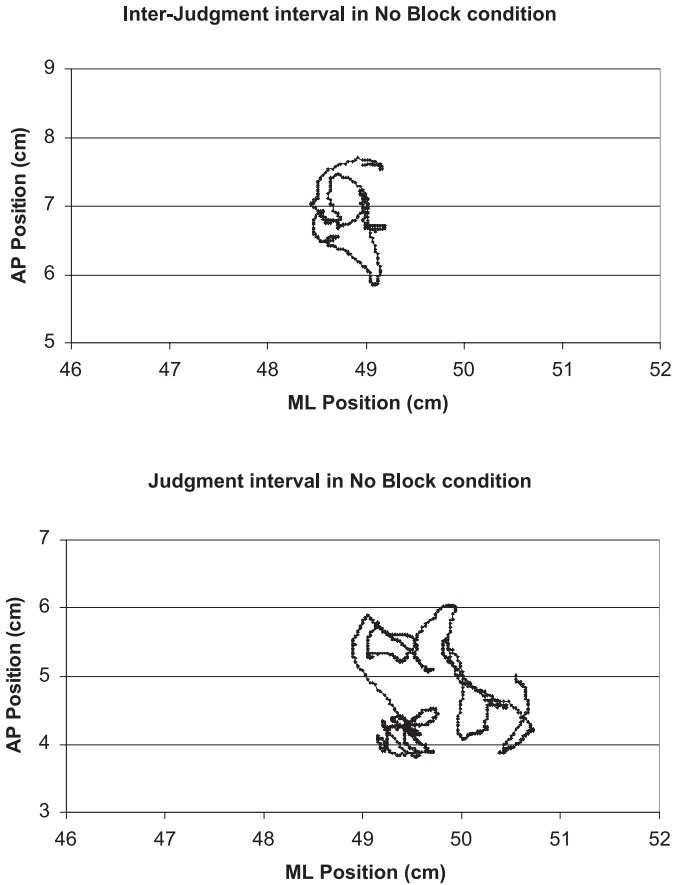 Inter-Judgment interval in No Block condition
9
8
7
6
5
AP Position (cm)
46 47 48 49 50 51 52
ML Position (cm)
Judgment interval in No Block condition
7
6
5
4
3
AP Position (cm)
46 47 48 49 50 51 52
ML Position (cm)